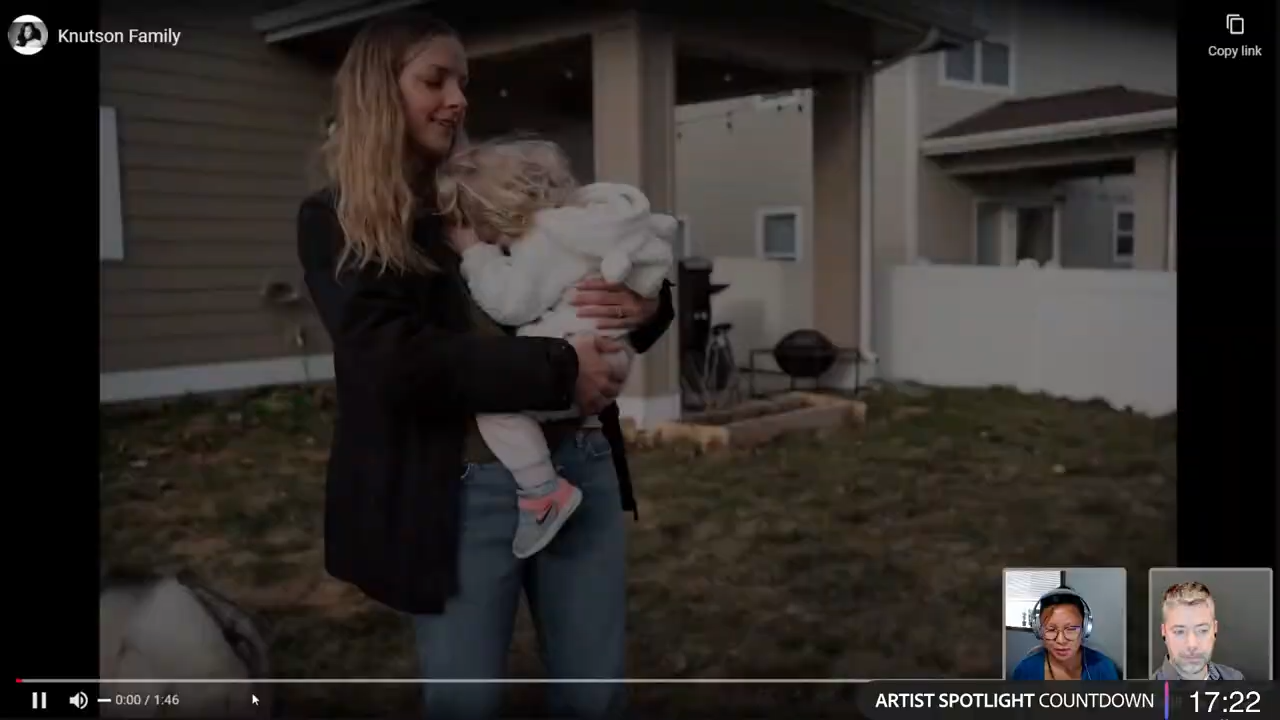 Knutson Family
Copy link
0:00 / 1:46
ARTIST SPOTLIGHT COUNTDOWN
17:22